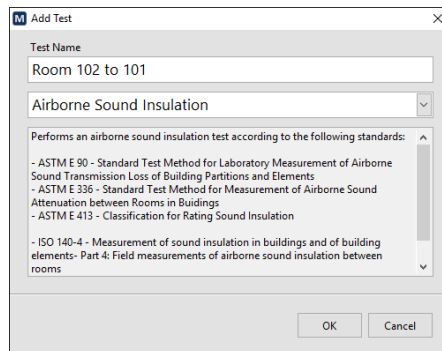 M Add Test
Test Name
Room 102 to 101
Airborne Sound Insulation
Performs an airborne sound insulation test according to the following standards:
- ASTM E 90 - Standard Test Method for Laboratory Measurement of Airborne
Sound Transmission Loss of Building Partitions and Elements
- ASTM E 336 - Standard Test Method for Measurement of Airborne Sound
Attenuation between Rooms in Buidings
- ASTM E 413 - Classification for Rating Sound Insulation
- ISO 140-4 - Measurement of sound insulation in buildings and of building
elements- Part 4: Field measurements of airborne sound insulation between
rooms
OK Cancel